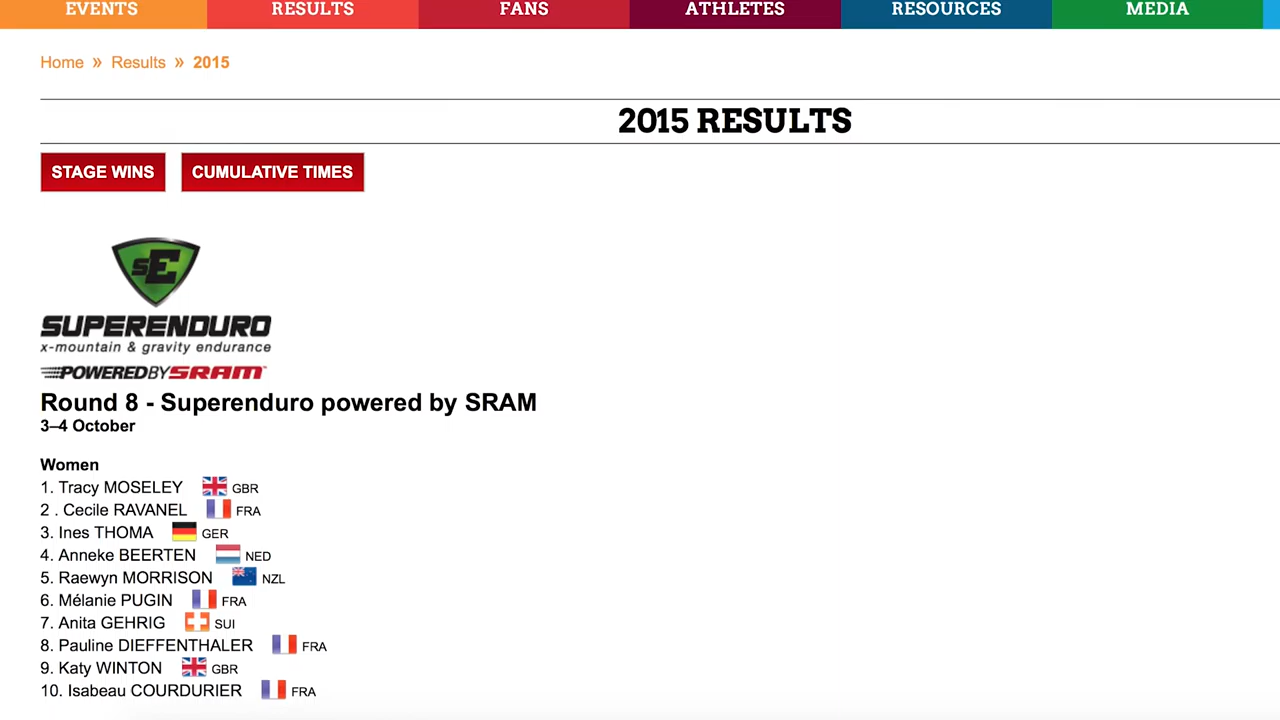 EVENTS RESULTS FANS ATHLETES RESOURCES MEDIA
Home » Results » 2015
2015 RESULTS
STAGE WINS CUMULATIVE TIMES
sE
SUPERENDURO
x-mountain & gravity endurance
POWERED BY SRAM
Round 8 - Superenduro powered by SRAM
3–4 October
Women
1. Tracy MOSELEY GBR
2 . Cecile RAVANEL FRA
3. Ines THOMA GER
4. Anneke BEERTEN NED
5. Raewyn MORRISON NZL
6. Mélanie PUGIN FRA
7. Anita GEHRIG SUI
8. Pauline DIEFFENTHALER FRA
9. Katy WINTON GBR
10. Isabeau COURDURIER FRA